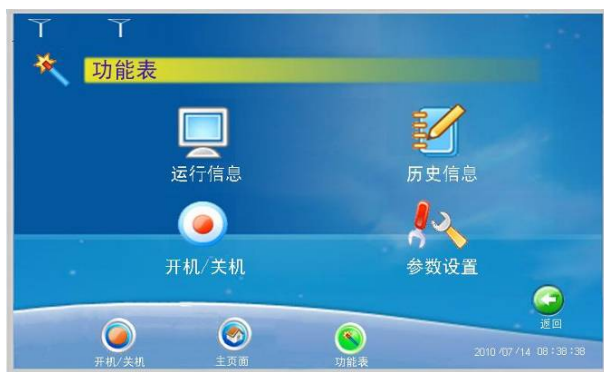 功能表
运行信息
历史信息
开机/关机
参数设置
返回
开机/关机
主页面
功能表
2010/07/14 08:38:38